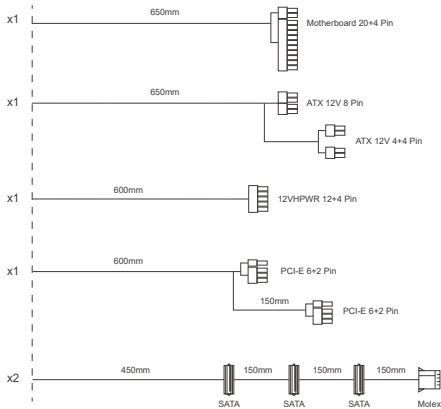 x1 650mm Motherboard 20+4 Pin
x1 650mm ATX 12V 8 Pin
ATX 12V 4+4 Pin
x1 600mm 12VHPWR 12+4 Pin
x1 600mm PCI-E 6+2 Pin
150mm PCI-E 6+2 Pin
x2 450mm 150mm 150mm 150mm
SATA SATA SATA Molex